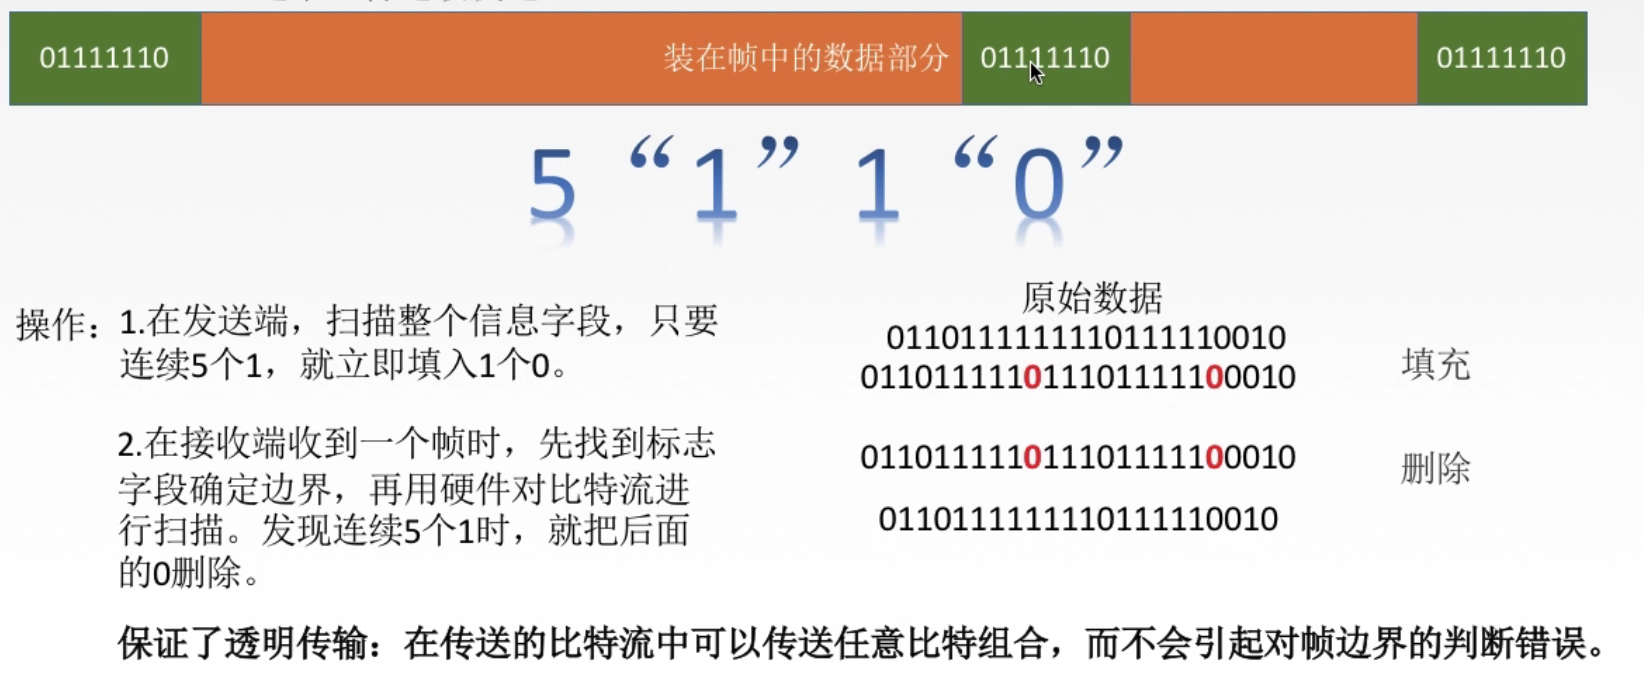 01111110 装在帧中的数据部分 01111110 01111110
5 “1” 1 “0”
操作：1.在发送端，扫描整个信息字段，只要
连续5个1，就立即填入1个0。
2.在接收端收到一个帧时，先找到标志
字段确定边界，再用硬件对比特流进
行扫描。发现连续5个1时，就把后面
的0删除。
原始数据
0110111111110111110010
011011111011101111100010
填充
011011111011101111100010
删除
0110111111110111110010
保证了透明传输：在传送的比特流中可以传送任意比特组合，而不会引起对帧边界的判断错误。